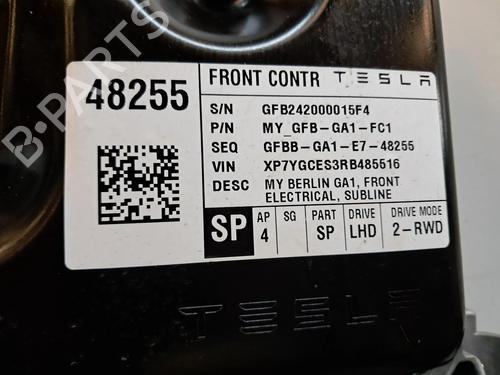 48255
FRONT CONTR TESLA
S/N GFB242000015F4
P/N MY_GFB-GA1-FC1
SEQ GFBB-GA1-E7-48255
VIN XP7YGCES3RB485516
DESC MY BERLIN GA1, FRONT
ELECTRICAL, SUBLINE
SP
AP SG PART DRIVE DRIVE MODE
4 SP LHD 2-RWD
TESLA
B-PARTS